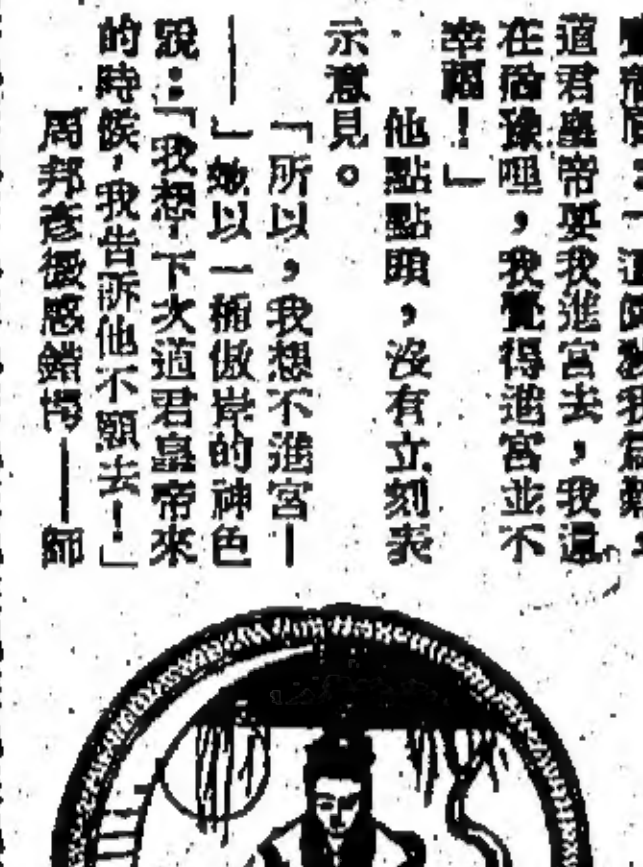 道君皇帝要我進宮去，我還
在猶豫哩，我覺得進宮並不
幸福！」
他點點頭，沒有立刻表
示意見。
「所以，我想不進宮—
—」她以一種傲岸的神色
說：「我想，下次道君皇帝來
的時候，我告訴他不願去！」
周邦彥微感錯愕——師